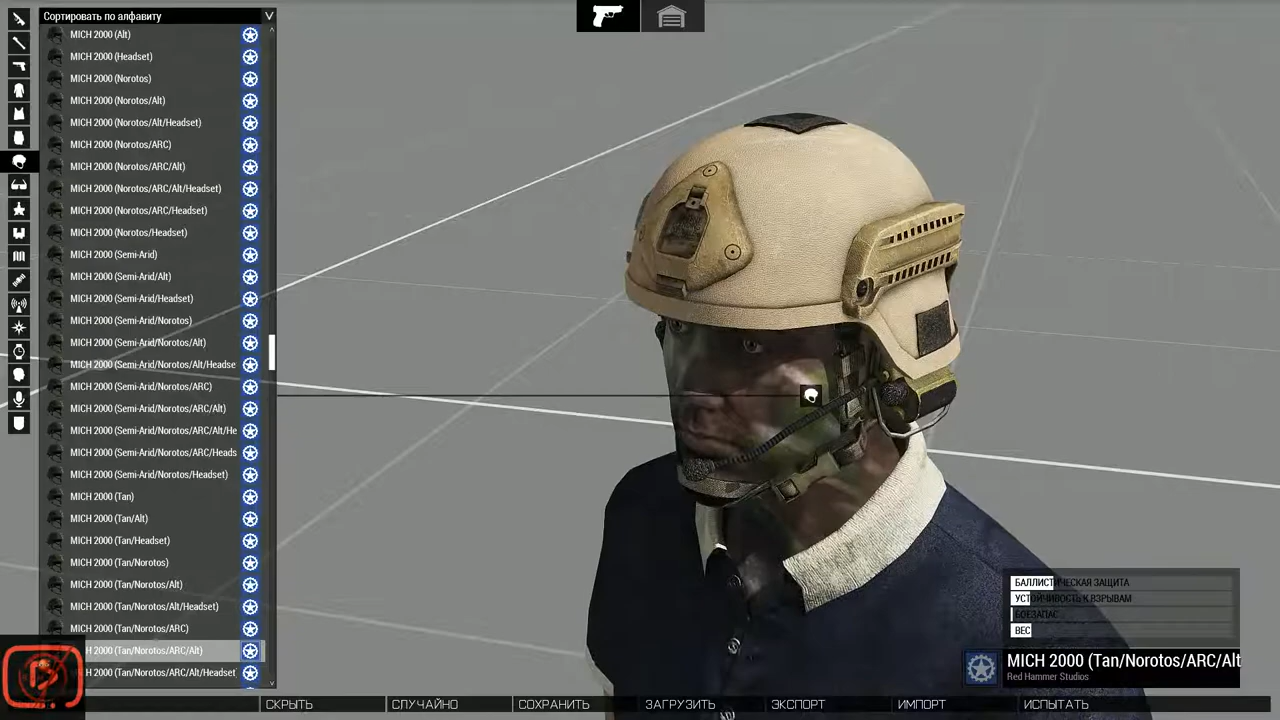 Сортировать по алфавиту
MICH 2000 (Alt)
MICH 2000 (Headset)
MICH 2000 (Norotos)
MICH 2000 (Norotos/Alt)
MICH 2000 (Norotos/Alt/Headset)
MICH 2000 (Norotos/ARC)
MICH 2000 (Norotos/ARC/Alt)
MICH 2000 (Norotos/ARC/Alt/Headset)
MICH 2000 (Norotos/ARC/Headset)
MICH 2000 (Norotos/Headset)
MICH 2000 (Semi-Arid)
MICH 2000 (Semi-Arid/Alt)
MICH 2000 (Semi-Arid/Headset)
MICH 2000 (Semi-Arid/Norotos)
MICH 2000 (Semi-Arid/Norotos/Alt)
MICH 2000 (Semi-Arid/Norotos/Alt/Headse
MICH 2000 (Semi-Arid/Norotos/ARC)
MICH 2000 (Semi-Arid/Norotos/ARC/Alt)
MICH 2000 (Semi-Arid/Norotos/ARC/Alt/He
MICH 2000 (Semi-Arid/Norotos/ARC/Heads
MICH 2000 (Semi-Arid/Norotos/Headset)
MICH 2000 (Tan)
MICH 2000 (Tan/Alt)
MICH 2000 (Tan/Headset)
MICH 2000 (Tan/Norotos)
MICH 2000 (Tan/Norotos/Alt)
MICH 2000 (Tan/Norotos/Alt/Headset)
MICH 2000 (Tan/Norotos/ARC)
CH 2000 (Tan/Norotos/ARC/Alt)
CH 2000 (Tan/Norotos/ARC/Alt/Headset
БАЛЛИСТИЧЕСКАЯ ЗАЩИТА
УСТОЙЧИВОСТЬ К ВЗРЫВАМ
БОЕЗАПАС
ВЕС
MICH 2000 (Tan/Norotos/ARC/Alt
Red Hammer Studios
СКРЫТЬ
СЛУЧАЙНО
СОХРАНИТЬ
ЗАГРУЗИТЬ
ЭКСПОРТ
ИМПОРТ
ИСПЫТАТЬ